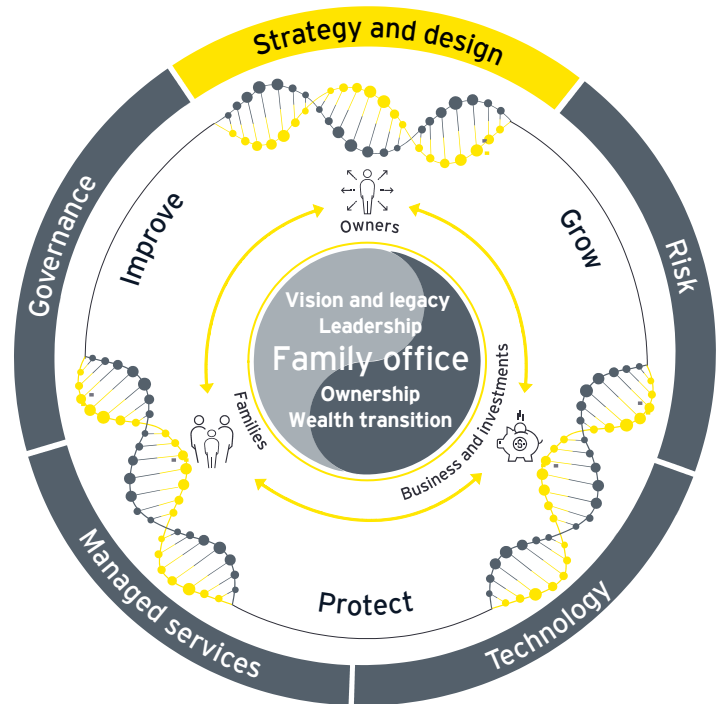 Strategy and design
Governance
Risk
Improve
Grow
Owners
Vision and legacy
Leadership
Family office
Ownership
Wealth transition
Families
Business and investments
Protect
Managed services
Technology